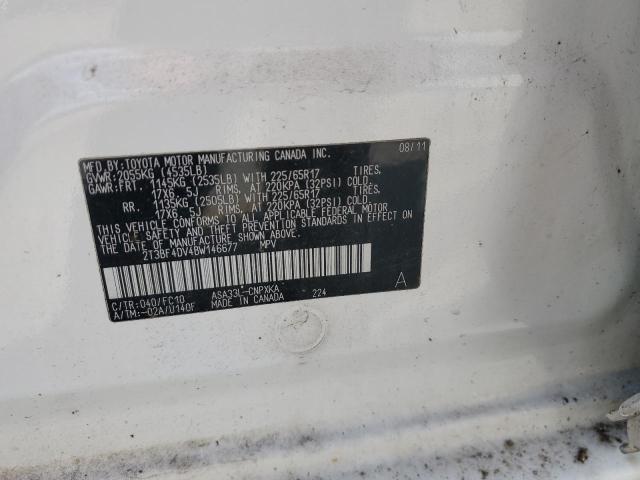 MFD.BY:TOYOTA MOTOR MANUFACTURING CANADA INC. 08/11
GVWR:2055KG (4535LB)
GAWR:FRT. 1145KG (2535LB) WITH 225/65R17 TIRES,
17X6.5J RIMS, AT 220KPA (32PSI) COLD.
RR. 1135KG (2505LB) WITH 225/65R17 TIRES,
17X6.5J RIMS, AT 220KPA (32PSI) COLD.
THIS VEHICLE CONFORMS TO ALL APPLICABLE FEDERAL MOTOR
VEHICLE SAFETY AND THEFT PREVENTION STANDARDS IN EFFECT ON
THE DATE OF MANUFACTURE SHOWN ABOVE.
2T3BF4DV4BW146677 MPV
C/TR:040/FC10 ASA33L-CNPXKA A
A/TM:-02A/U140F MADE IN CANADA 224